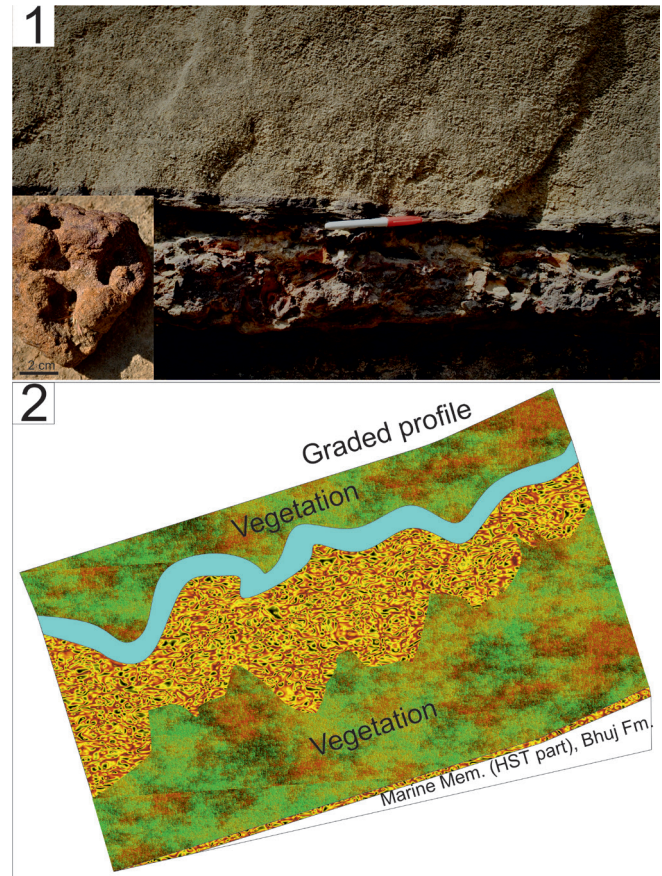 1
2 cm
2
Graded profile
Vegetation
Vegetation
Marine Mem. (HST part), Bhuj Fm.